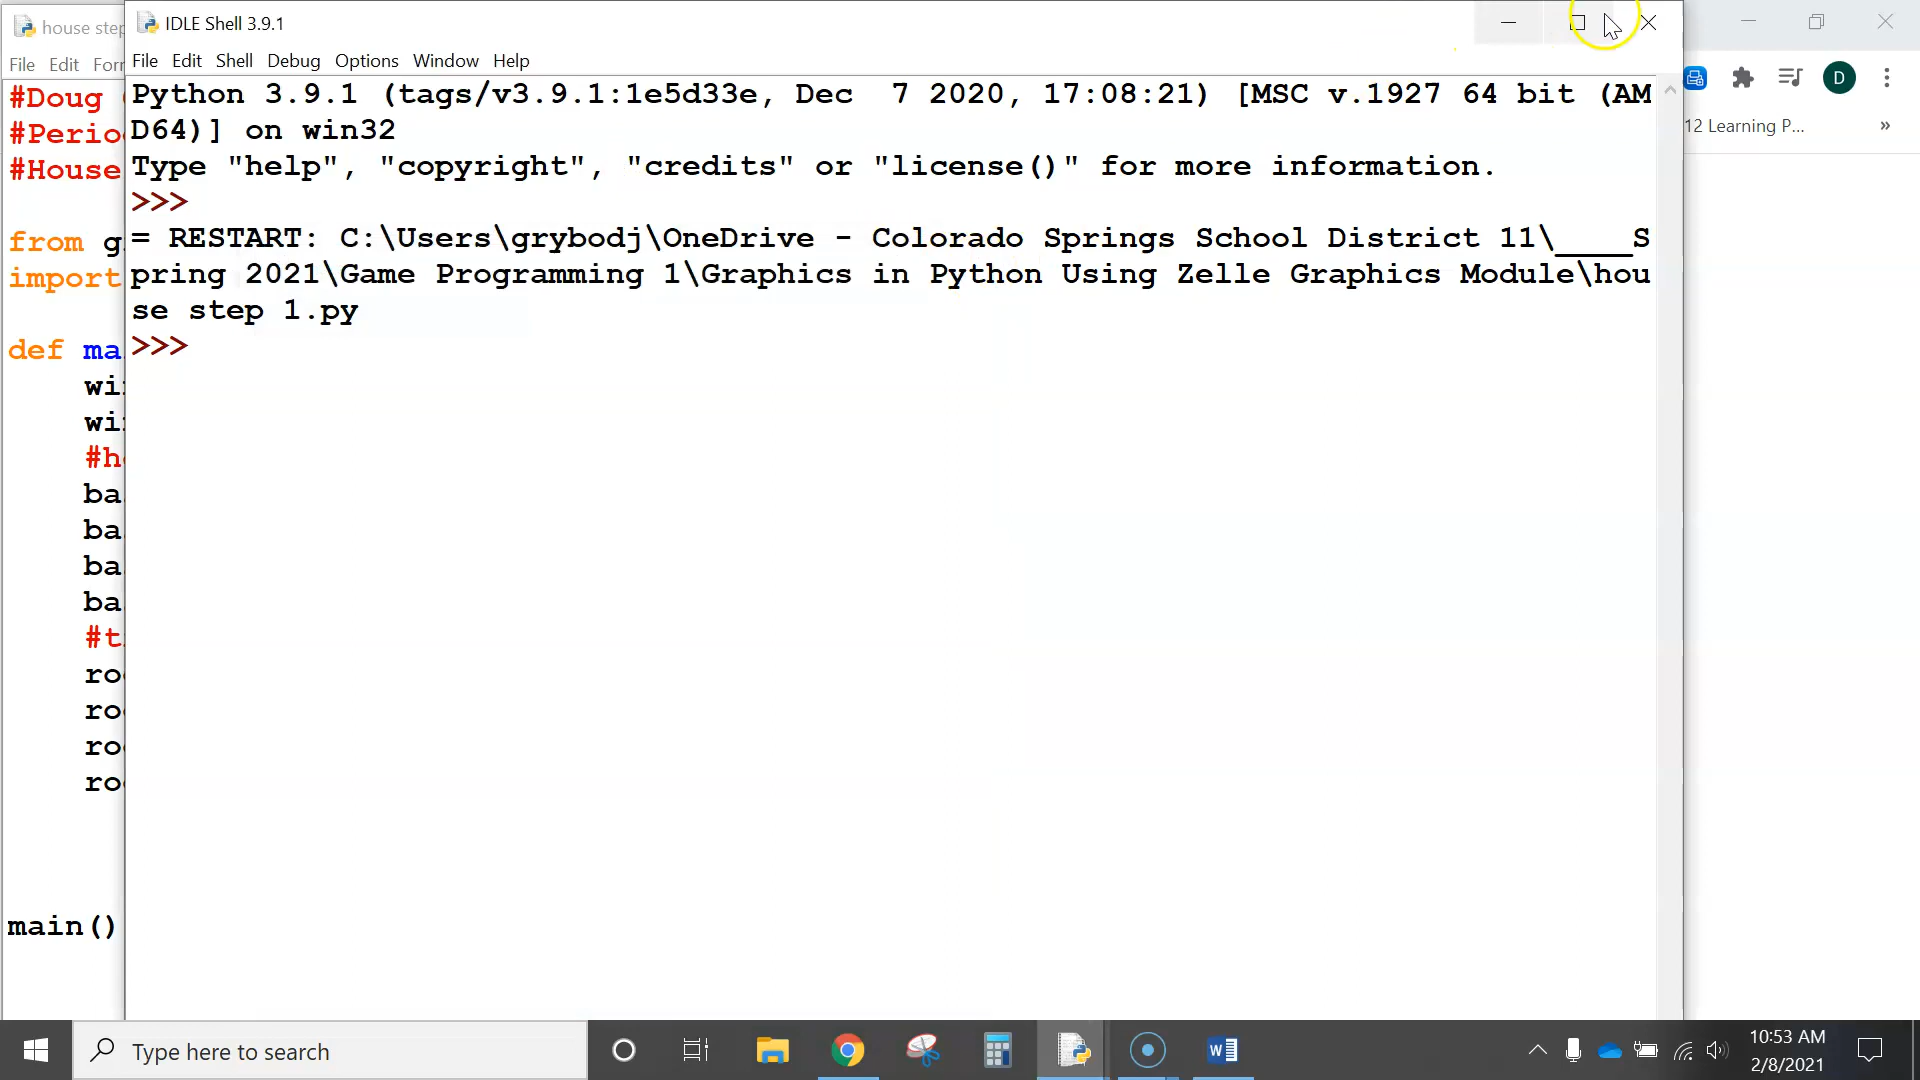 house step
File Edit For
#Doug
#Perio
#House
from g
import
def ma
wi
wi
#h
ba
ba
ba
ba
#t
ro
ro
ro
ro
main()
IDLE Shell 3.9.1
File Edit Shell Debug Options Window Help
Python 3.9.1 (tags/v3.9.1:1e5d33e, Dec  7 2020, 17:08:21) [MSC v.1927 64 bit (AM
D64)] on win32
Type "help", "copyright", "credits" or "license()" for more information.
>>>
= RESTART: C:\Users\grybodj\OneDrive - Colorado Springs School District 11\____S
pring 2021\Game Programming 1\Graphics in Python Using Zelle Graphics Module\hou
se step 1.py
>>>
D
12 Learning P...
»
Type here to search
10:53 AM
2/8/2021